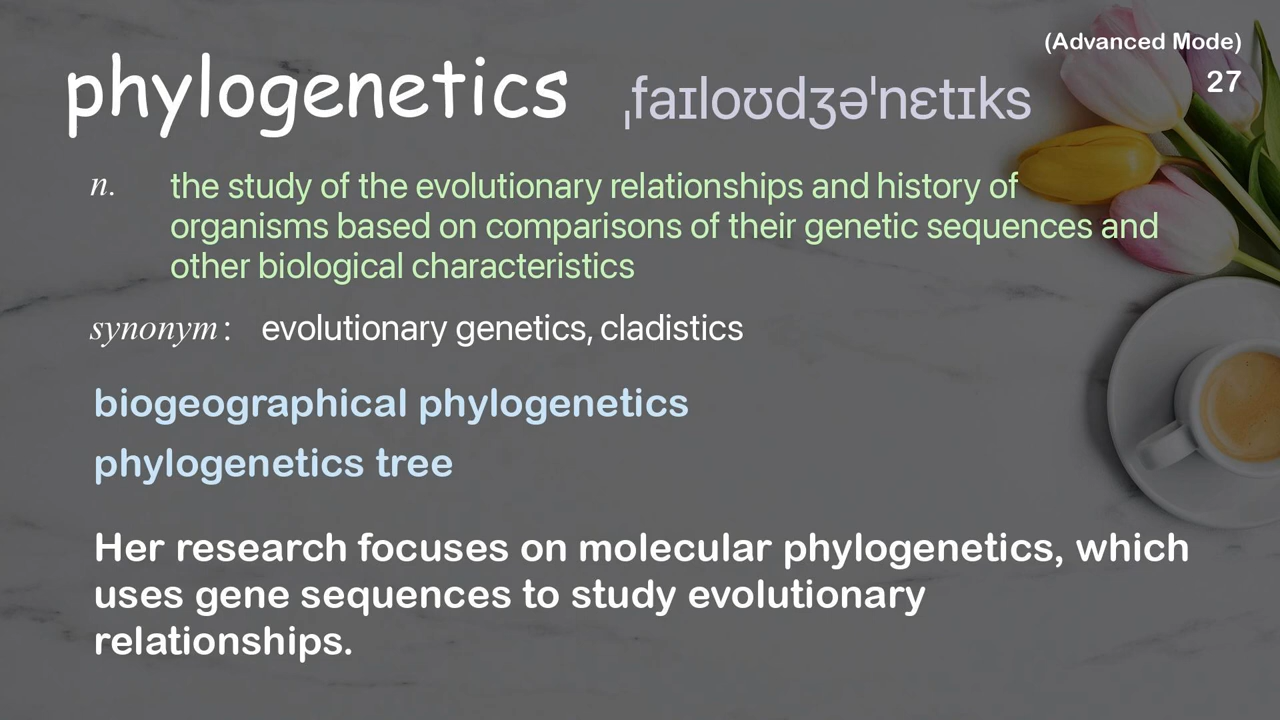 (Advanced Mode)
phylogenetics ˌfaɪloʊdʒəˈnɛtɪks
27
n. the study of the evolutionary relationships and history of
organisms based on comparisons of their genetic sequences and
other biological characteristics
synonym: evolutionary genetics, cladistics
biogeographical phylogenetics
phylogenetics tree
Her research focuses on molecular phylogenetics, which
uses gene sequences to study evolutionary
relationships.